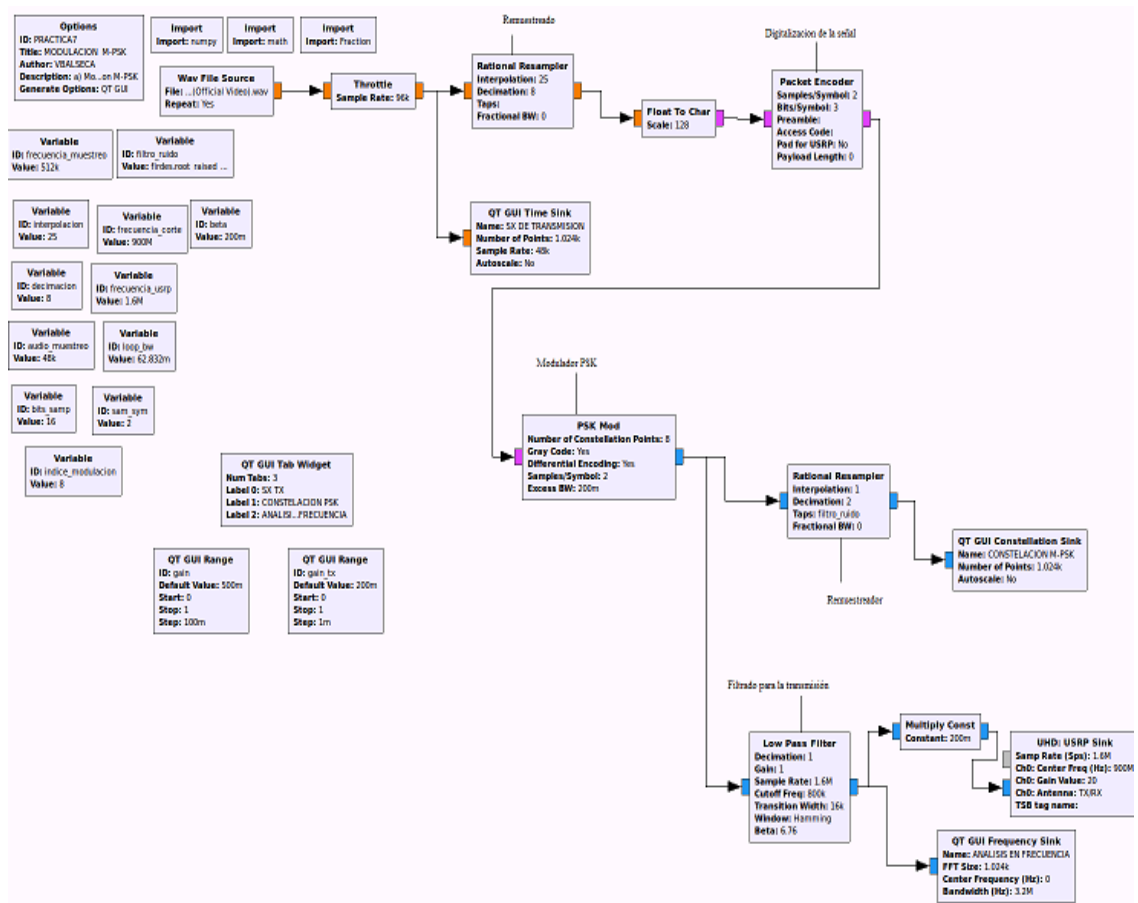 Options
ID: PRACTICA7
Title: MODULACION M-PSK
Author: VBALSECA
Description: a) Mo...on M-PSK
Generate Options: QT GUI
Import
Import: numpy
Import
Import: math
Import
Import: Fraction
Remuestreado
Digitalizacion de la señal
Wav File Source
File: ...(Official Video).wav
Repeat: Yes
Throttle
Sample Rate: 96k
Rational Resampler
Interpolation: 25
Decimation: 8
Taps:
Fractional BW: 0
Float To Char
Scale: 128
Packet Encoder
Samples/Symbol: 2
Bits/Symbol: 3
Preamble:
Access Code:
Pad for USRP: No
Payload Length: 0
Variable
ID: frecuencia_muestreo
Value: 512k
Variable
ID: filtro_ruido
Value: firdes.root_raised ...
Variable
ID: interpolacion
Value: 25
Variable
ID: frecuencia_corte
Value: 900M
Variable
ID: beta
Value: 200m
QT GUI Time Sink
Name: SX DE TRANSMISION
Number of Points: 1.024k
Sample Rate: 48k
Autoscale: No
Variable
ID: decimacion
Value: 8
Variable
ID: frecuencia_usrp
Value: 1.6M
Variable
ID: audio_muestreo
Value: 48k
Variable
ID: loop_bw
Value: 62.832m
Variable
ID: bits_samp
Value: 16
Variable
ID: sam_sym
Value: 2
Variable
ID: indice_modulacion
Value: 8
Modulador PSK
PSK Mod
Number of Constellation Points: 8
Gray Code: Yes
Differential Encoding: Yes
Samples/Symbol: 2
Excess BW: 200m
QT GUI Tab Widget
Num Tabs: 3
Label 0: SX TX
Label 1: CONSTELACION PSK
Label 2: ANALISI...FRECUENCIA
Rational Resampler
Interpolation: 1
Decimation: 2
Taps: filtro_ruido
Fractional BW: 0
QT GUI Constellation Sink
Name: CONSTELACION M-PSK
Number of Points: 1.024k
Autoscale: No
Remuestreador
QT GUI Range
ID: gain
Default Value: 500m
Start: 0
Stop: 1
Step: 100m
QT GUI Range
ID: gain_tx
Default Value: 200m
Start: 0
Stop: 1
Step: 1m
Filtrado para la transmisión
Low Pass Filter
Decimation: 1
Gain: 1
Sample Rate: 1.6M
Cutoff Freq: 800k
Transition Width: 16k
Window: Hamming
Beta: 6.76
Multiply Const
Constant: 200m
UHD: USRP Sink
Samp Rate (Sps): 1.6M
Ch0: Center Freq (Hz): 900M
Ch0: Gain Value: 20
Ch0: Antenna: TX/RX
TSB tag name:
QT GUI Frequency Sink
Name: ANALISIS EN FRECUENCIA
FFT Size: 1.024k
Center Frequency (Hz): 0
Bandwidth (Hz): 3.2M